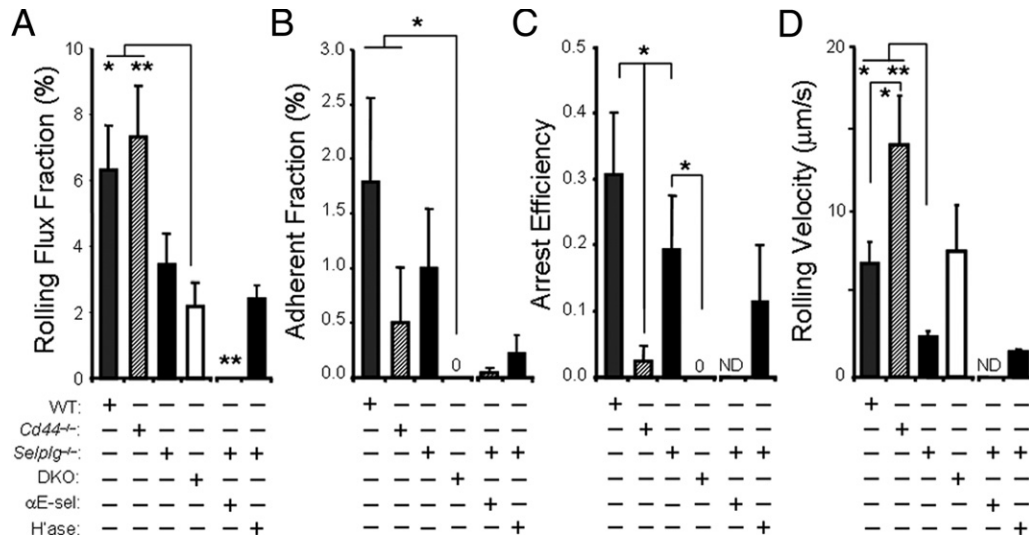 A
Rolling Flux Fraction (%)
10
8
6
4
2
0
* **
**
B
Adherent Fraction (%)
3.0
2.5
2.0
1.5
1.0
0.5
0.0
*
0
C
Arrest Efficiency
0.5
0.4
0.3
0.2
0.1
0.0
*
*
0
ND
D
Rolling Velocity (μm/s)
20
10
0
* **
*
ND
WT: + – – – – – + – – – – – + – – – – – + – – – – –
Cd44–/–: – + – – – – – + – – – – – + – – – – – + – – – –
Selplg–/–: – – + – + + – – + – + + – – + – + + – – + – + +
DKO: – – – + – – – – – + – – – – – + – – – – – + – –
αE-sel: – – – – + – – – – – + – – – – – + – – – – – + –
H'ase: – – – – – + – – – – – + – – – – – + – – – – – +